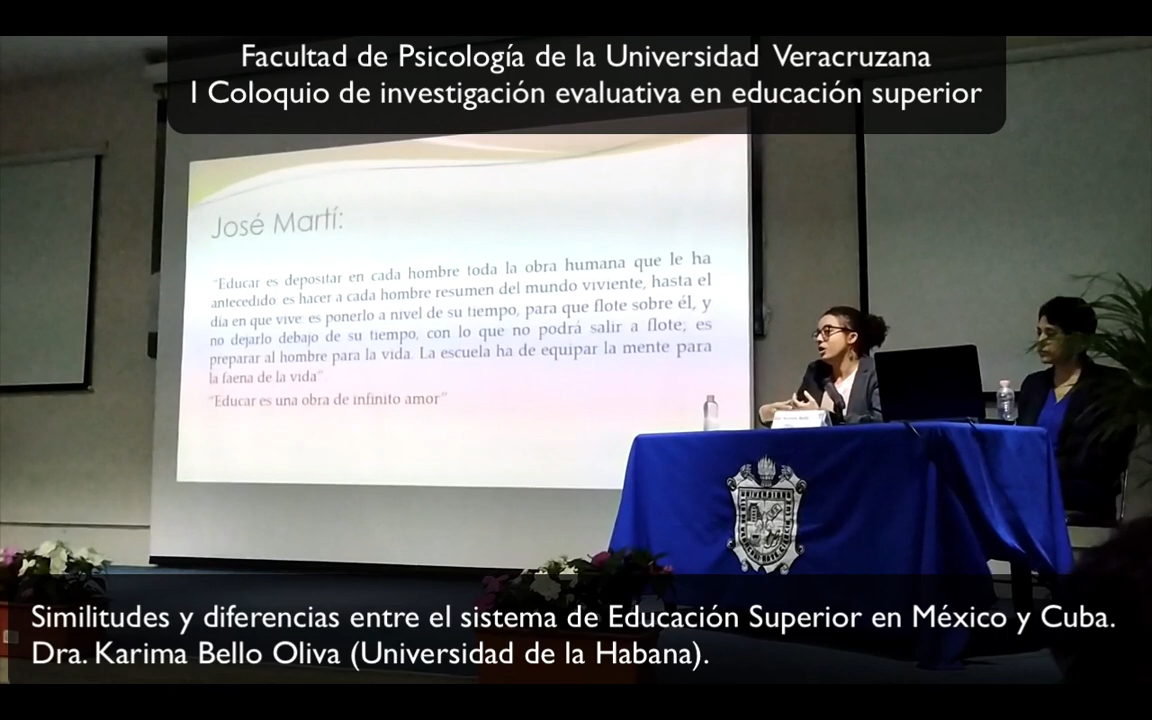 Facultad de Psicología de la Universidad Veracruzana
I Coloquio de investigación evaluativa en educación superior
José Martí:
"Educar es depositar en cada hombre toda la obra humana que le ha
antecedido: es hacer a cada hombre resumen del mundo viviente, hasta el
día en que vive: es ponerlo a nivel de su tiempo, para que flote sobre él, y
no dejarlo debajo de su tiempo, con lo que no podrá salir a flote; es
preparar al hombre para la vida. La escuela ha de equipar la mente para
la faena de la vida"
"Educar es una obra de infinito amor"
Similitudes y diferencias entre el sistema de Educación Superior en México y Cuba.
Dra. Karima Bello Oliva (Universidad de la Habana).